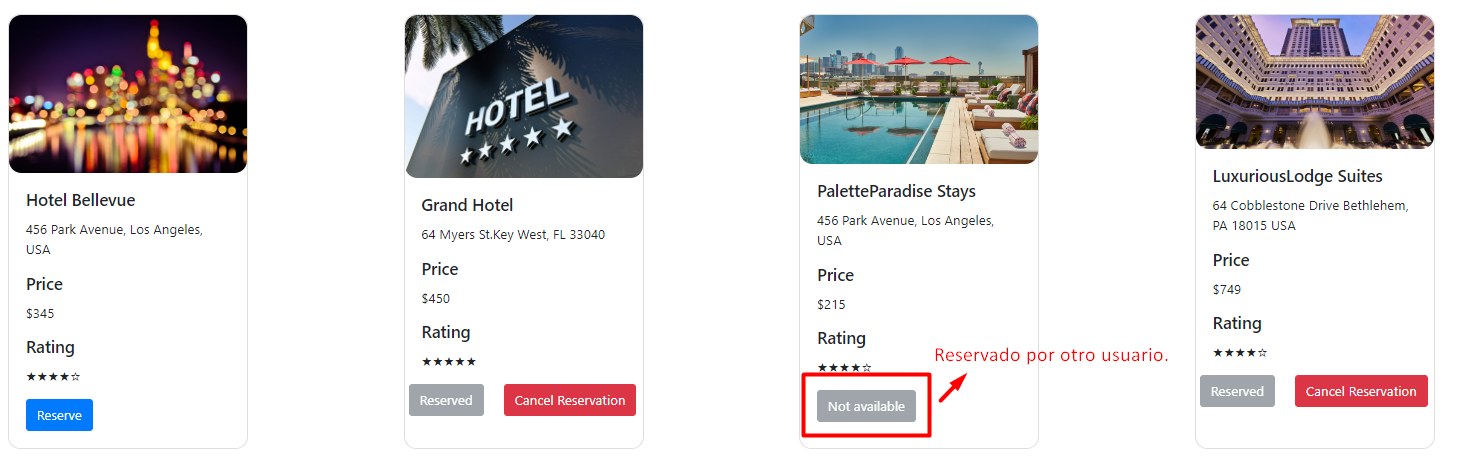 HOTEL
★★★★
Hotel Bellevue
456 Park Avenue, Los Angeles,
USA
Price
$345
Rating
★★★★☆
Reserve
Grand Hotel
64 Myers St.Key West, FL 33040
Price
$450
Rating
★★★★★
Reserved Cancel Reservation
PaletteParadise Stays
456 Park Avenue, Los Angeles,
USA
Price
$215
Rating
★★★★☆
Not available
Reservado por otro usuario.
LuxuriousLodge Suites
64 Cobblestone Drive Bethlehem,
PA 18015 USA
Price
$749
Rating
★★★★☆
Reserved Cancel Reservation